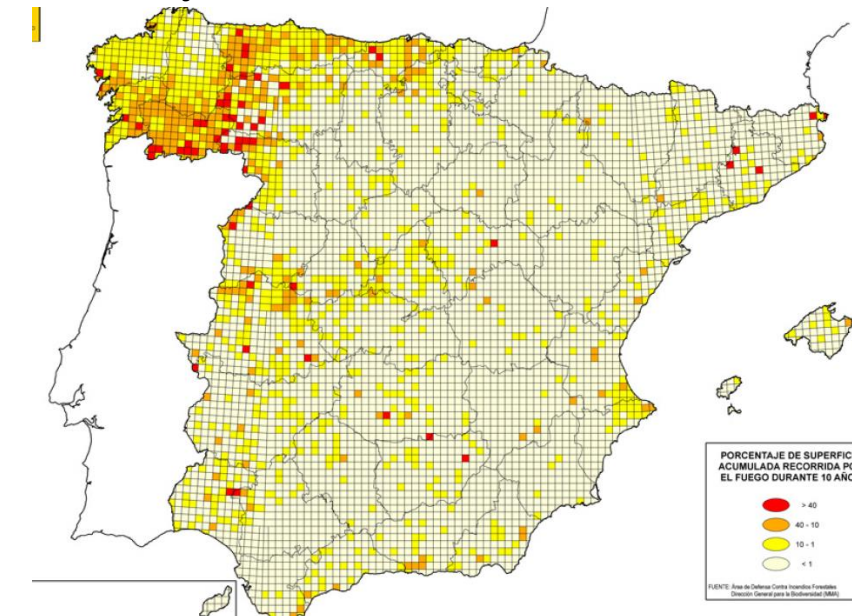 PORCENTAJE DE SUPERFIC
ACUMULADA RECORRIDA PO
EL FUEGO DURANTE 10 AÑO
> 40
40 - 10
10 - 1
< 1
FUENTE: Área de Defensa Contra Incendios Forestales
Dirección General para la Biodiversidad (MMA)